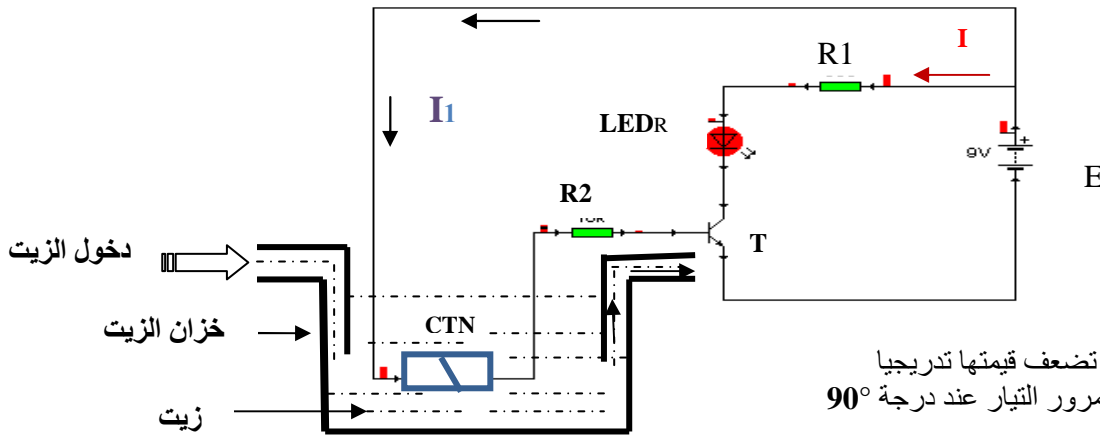 I
R1
I1
LEDR
9V
E
R2
T
دخول الزيت
خزان الزيت
CTN
تضعف قيمتها تدريجيا
مرور التيار عند درجة 90°
زيت